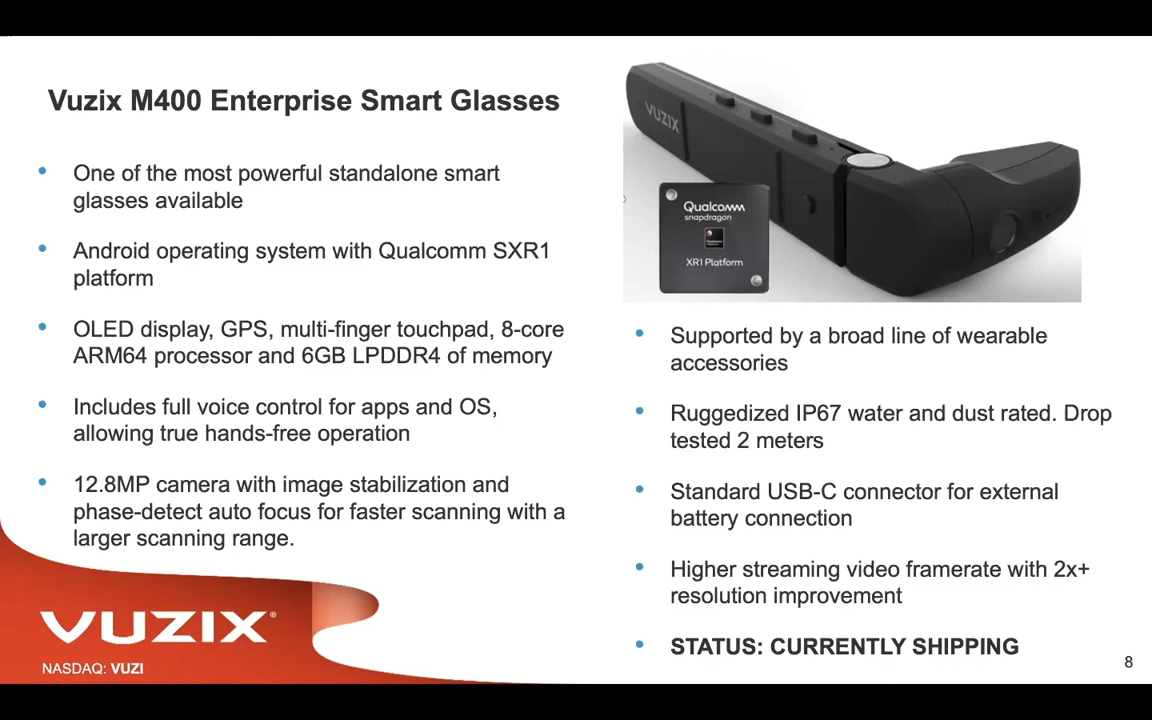 Vuzix M400 Enterprise Smart Glasses
• One of the most powerful standalone smart
glasses available
• Android operating system with Qualcomm SXR1
platform
• OLED display, GPS, multi-finger touchpad, 8-core
ARM64 processor and 6GB LPDDR4 of memory
• Includes full voice control for apps and OS,
allowing true hands-free operation
• 12.8MP camera with image stabilization and
phase-detect auto focus for faster scanning with a
larger scanning range.
VUZIX
Qualcomm
snapdragon
XR1 Platform
• Supported by a broad line of wearable
accessories
• Ruggedized IP67 water and dust rated. Drop
tested 2 meters
• Standard USB-C connector for external
battery connection
• Higher streaming video framerate with 2x+
resolution improvement
• STATUS: CURRENTLY SHIPPING
VUZIX®
NASDAQ: VUZI
8